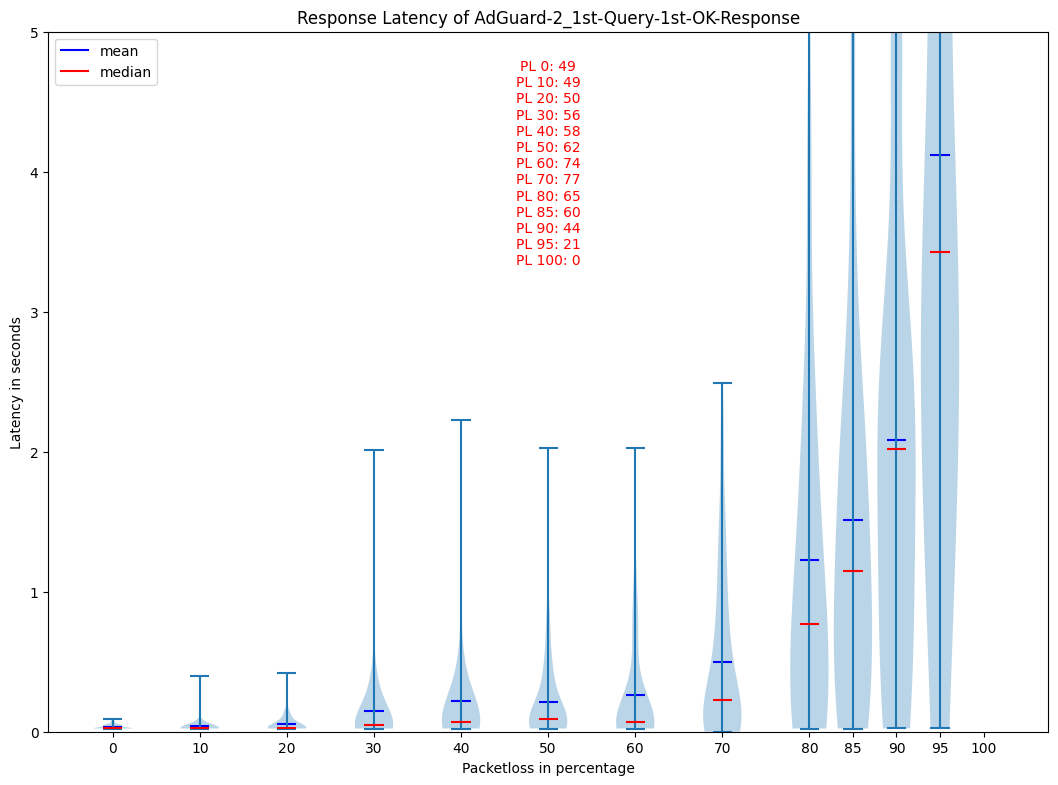 Response Latency of AdGuard-2_1st-Query-1st-OK-Response
mean
median
PL 0: 49
PL 10: 49
PL 20: 50
PL 30: 56
PL 40: 58
PL 50: 62
PL 60: 74
PL 70: 77
PL 80: 65
PL 85: 60
PL 90: 44
PL 95: 21
PL 100: 0
Latency in seconds
5
4
3
2
1
0
0 10 20 30 40 50 60 70 80 85 90 95 100
Packetloss in percentage